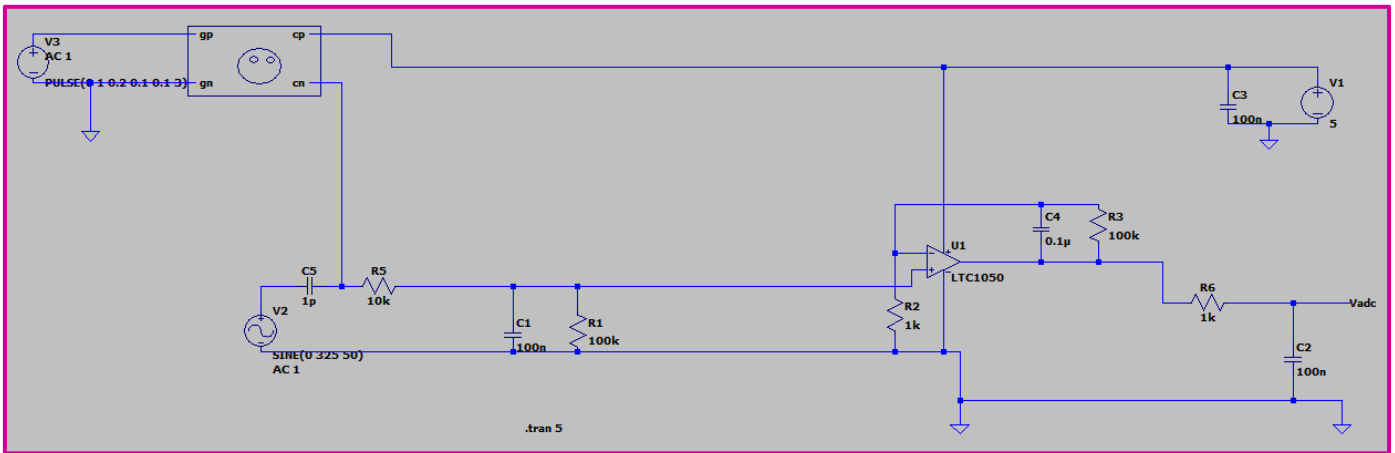 V3
AC 1
PULSE(0 1 0.2 0.1 0.1 3)
gp
cp
gn
cn
C3
100n
V1
5
C4
0.1µ
R3
100k
U1
LTC1050
C5
1p
R5
10k
V2
SINE(0 325 50)
AC 1
C1
100n
R1
100k
R2
1k
R6
1k
Vadc
C2
100n
.tran 5